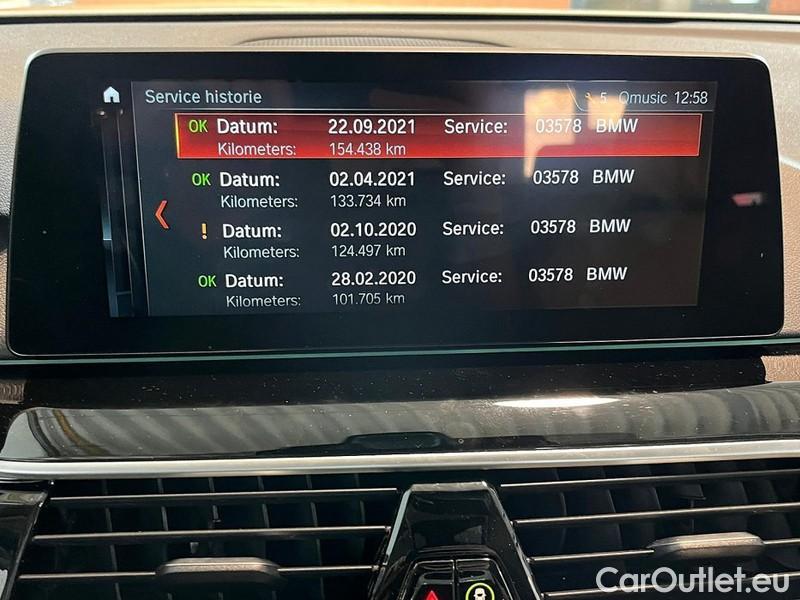 Service historie
5 Qmusic 12:58
OK Datum: 22.09.2021 Service: 03578 BMW
Kilometers: 154.438 km
OK Datum: 02.04.2021 Service: 03578 BMW
Kilometers: 133.734 km
! Datum: 02.10.2020 Service: 03578 BMW
Kilometers: 124.497 km
OK Datum: 28.02.2020 Service: 03578 BMW
Kilometers: 101.705 km
CarOutlet.eu